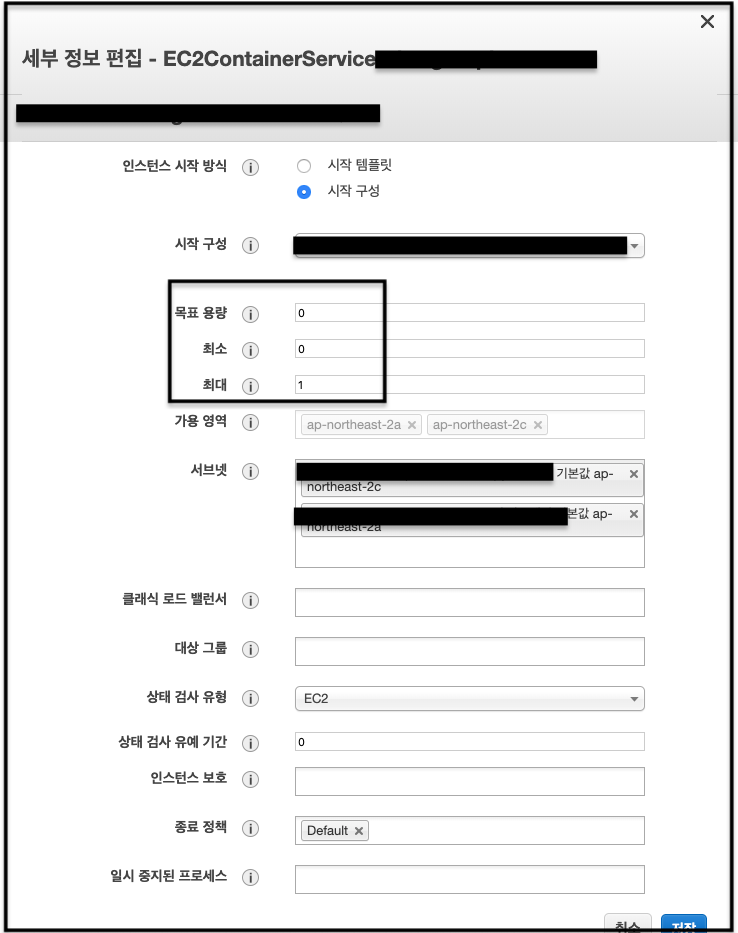 세부 정보 편집 - EC2ContainerService
인스턴스 시작 방식
시작 템플릿
시작 구성
시작 구성
목표 용량 0
최소 0
최대 1
가용 영역 ap-northeast-2a ap-northeast-2c
서브넷 기본값 ap-
northeast-2c
본값 ap-
northeast-2a
클래식 로드 밸런서
대상 그룹
상태 검사 유형 EC2
상태 검사 유예 기간 0
인스턴스 보호
종료 정책 Default
일시 중지된 프로세스
취소 저장